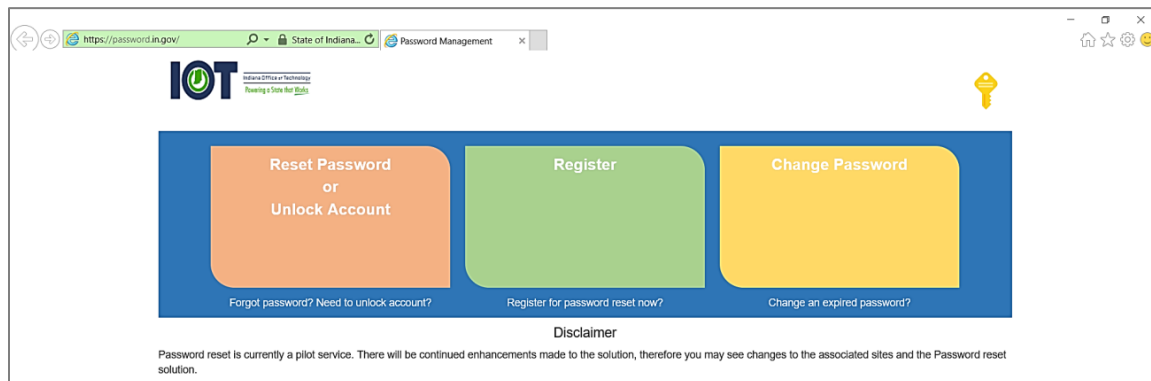 https://password.in.gov/
State of Indiana...
Password Management
IOT
Indiana Office of Technology
Powering a State that Works
Reset Password
or
Unlock Account
Register
Change Password
Forgot password? Need to unlock account?
Register for password reset now?
Change an expired password?
Disclaimer
Password reset is currently a pilot service. There will be continued enhancements made to the solution, therefore you may see changes to the associated sites and the Password reset
solution.